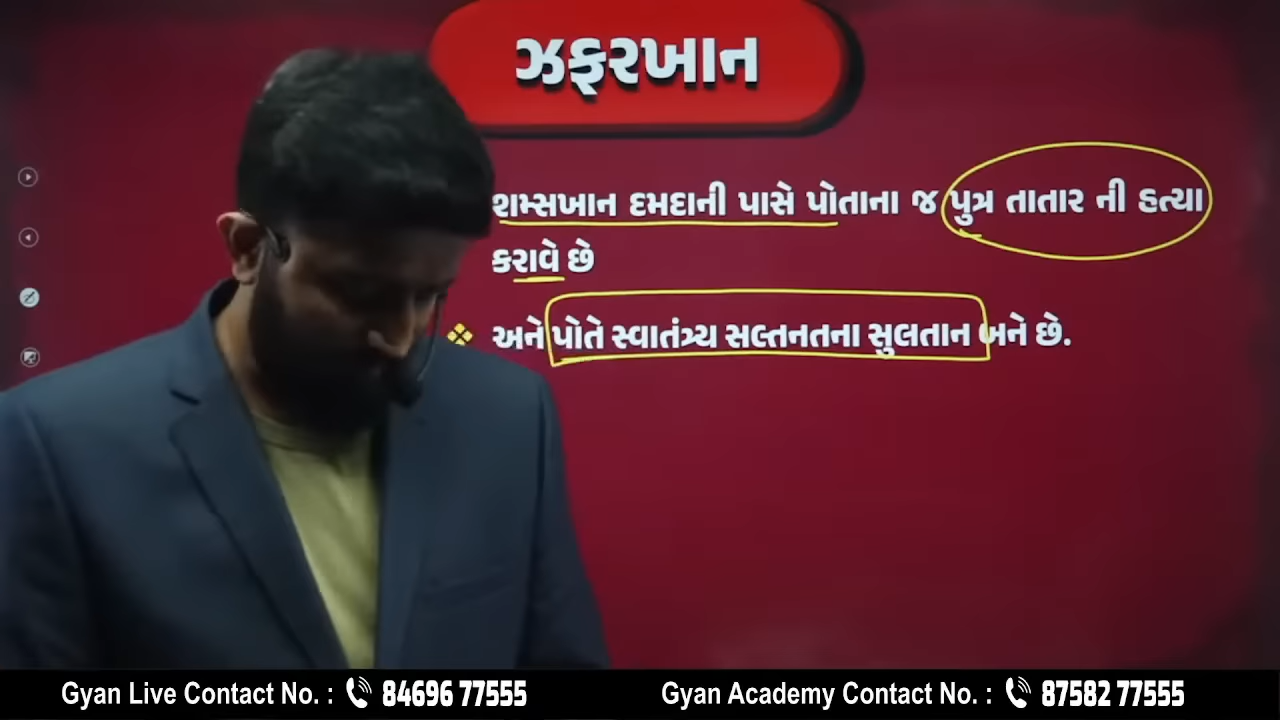 ઝફરખાન
શમ્સખાન દમદાની પાસે પોતાના જ પુત્ર તાતાર ની હત્યા
કરાવે છે
અને પોતે સ્વાતંત્ર્ય સલ્તનતના સુલતાન બને છે.
Gyan Live Contact No. : 84696 77555
Gyan Academy Contact No. : 87582 77555